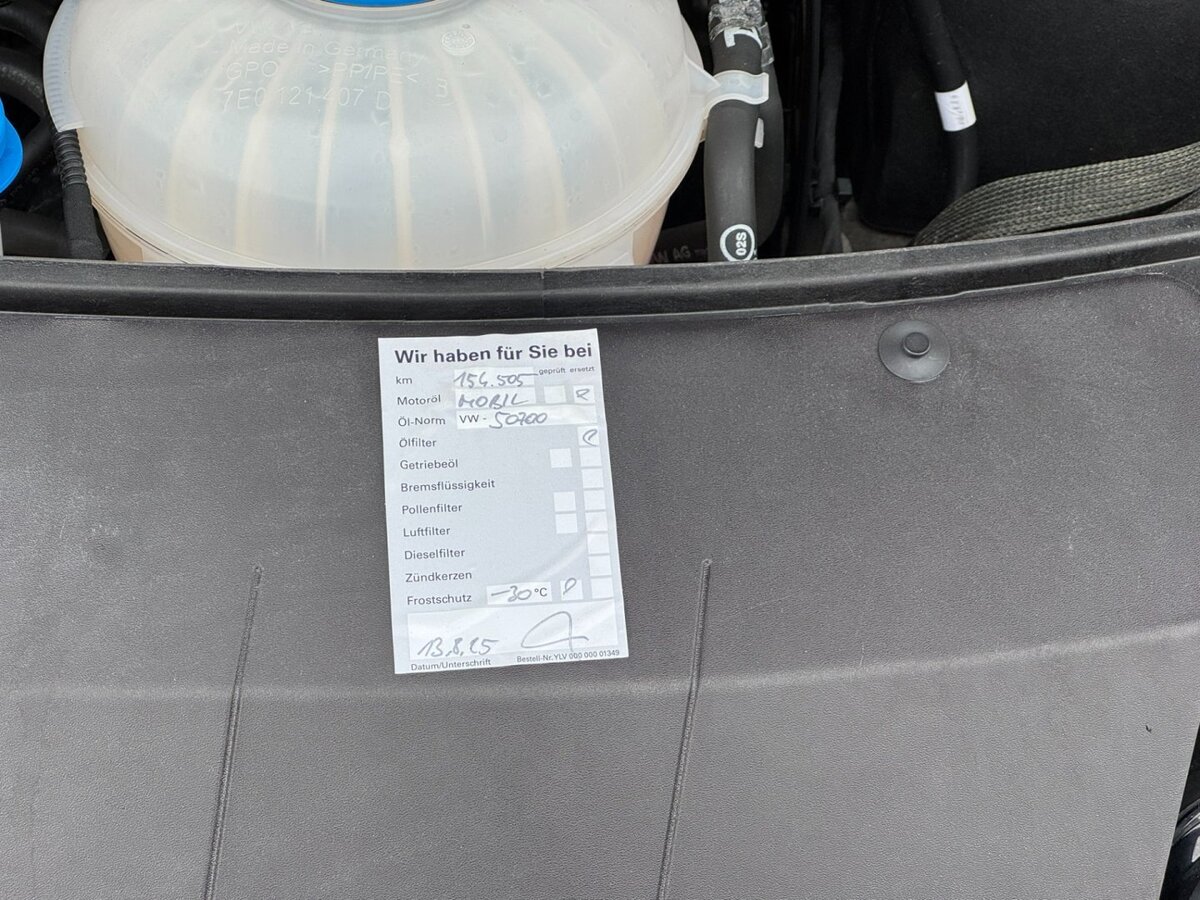 Made in Germany
GPO >PP/PE< B
7E0 121 407 D
02S
Wir haben für Sie bei
geprüft ersetzt
km 154.505
Motoröl MOBIL
Öl-Norm VW - 50700
Ölfilter
Getriebeöl
Bremsflüssigkeit
Pollenfilter
Luftfilter
Dieselfilter
Zündkerzen
Frostschutz -30 °C
13.8.25
Datum/Unterschrift Bestell-Nr. YLV 000 000 01349